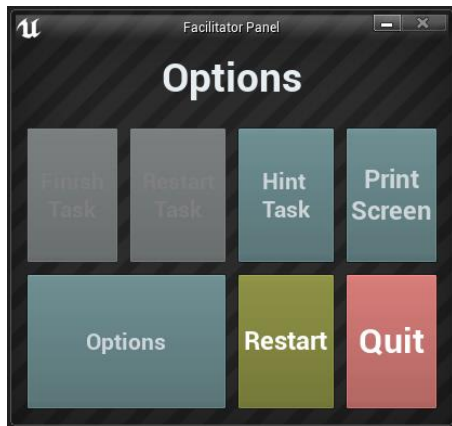 Facilitator Panel
Options
Finish
Task
Restart
Task
Hint
Task
Print
Screen
Options
Restart
Quit